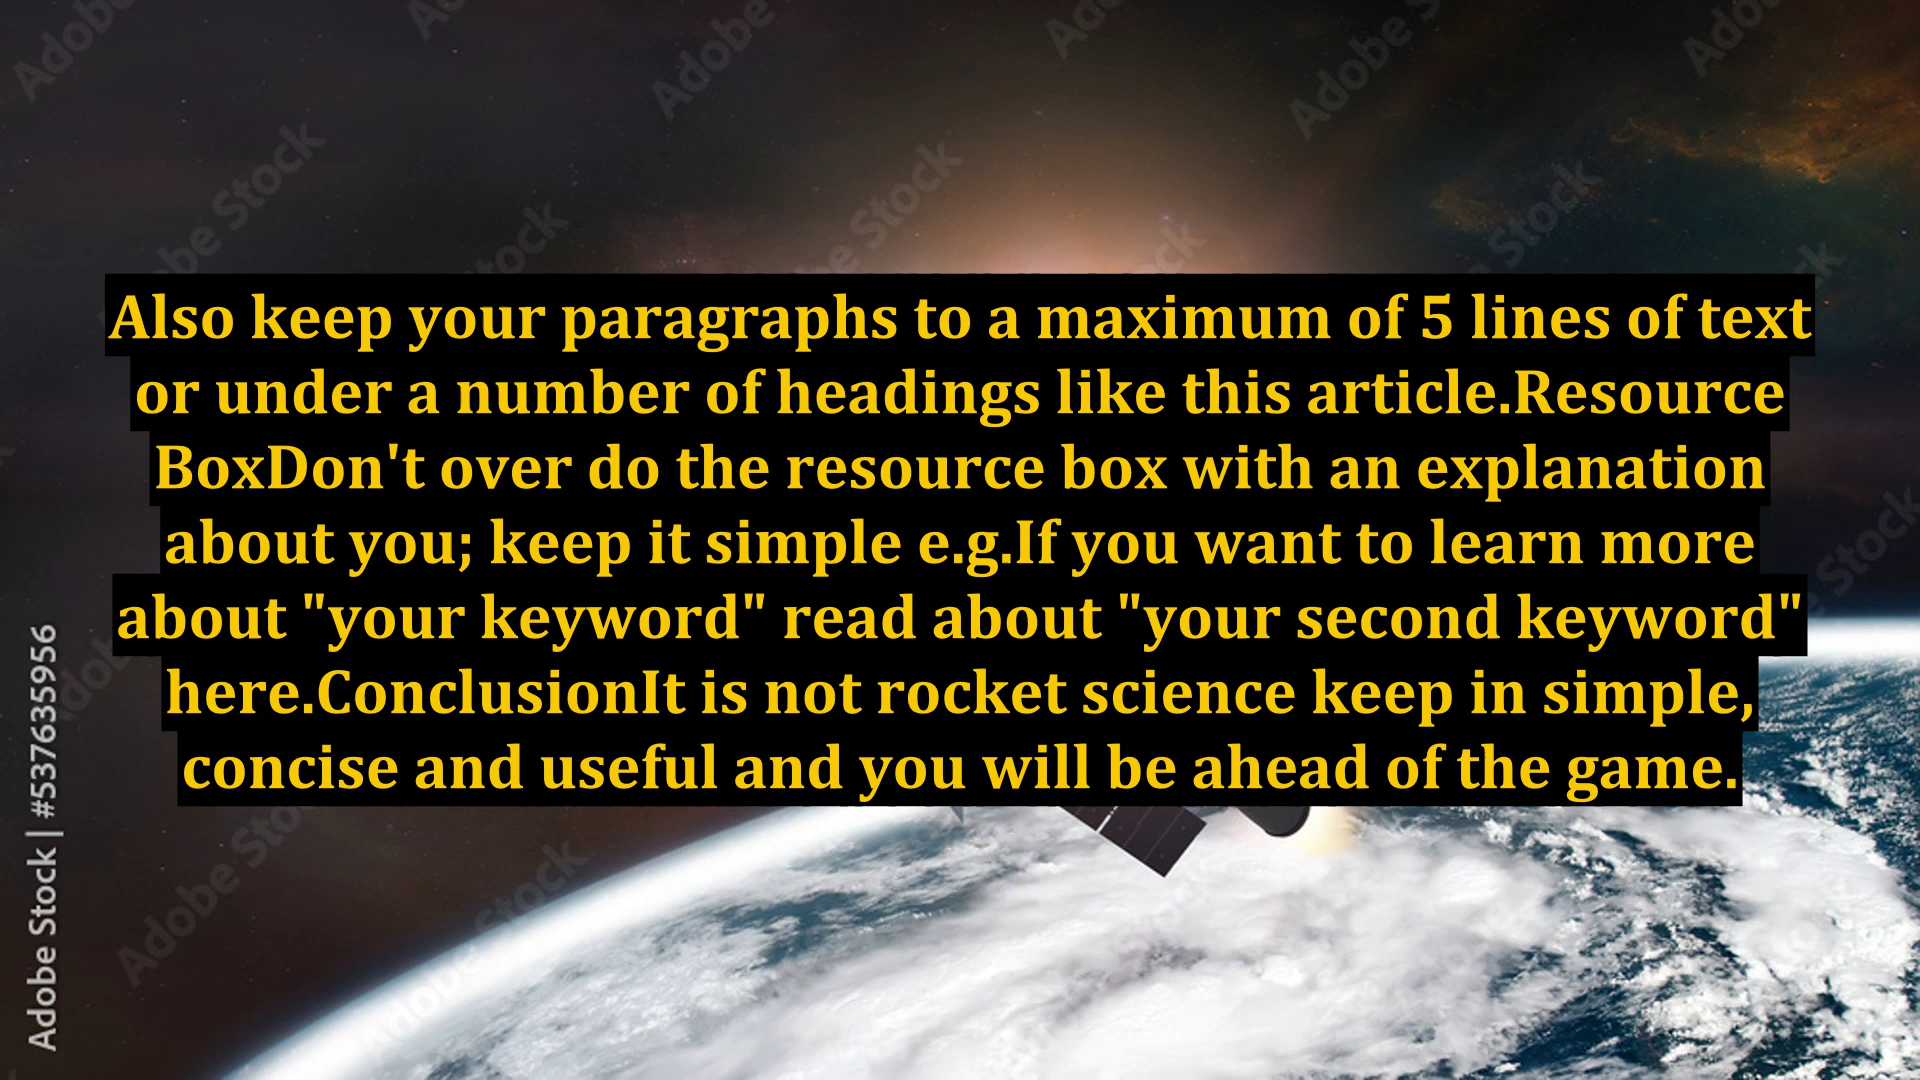 Also keep your paragraphs to a maximum of 5 lines of text
or under a number of headings like this article.Resource
BoxDon't over do the resource box with an explanation
about you; keep it simple e.g.If you want to learn more
about "your keyword" read about "your second keyword"
here.ConclusionIt is not rocket science keep in simple,
concise and useful and you will be ahead of the game.
Adobe Stock | #537635956
Adobe Stock